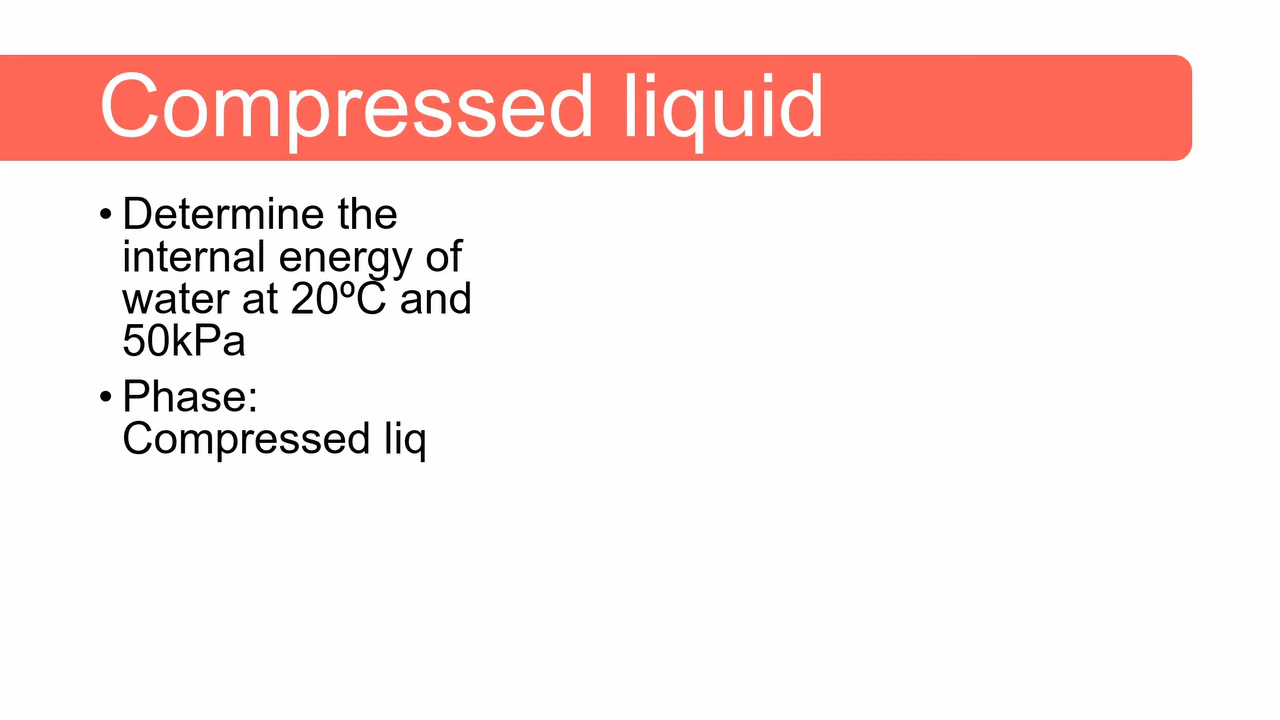 Compressed liquid
• Determine the
internal energy of
water at 20ºC and
50kPa
• Phase:
Compressed liq